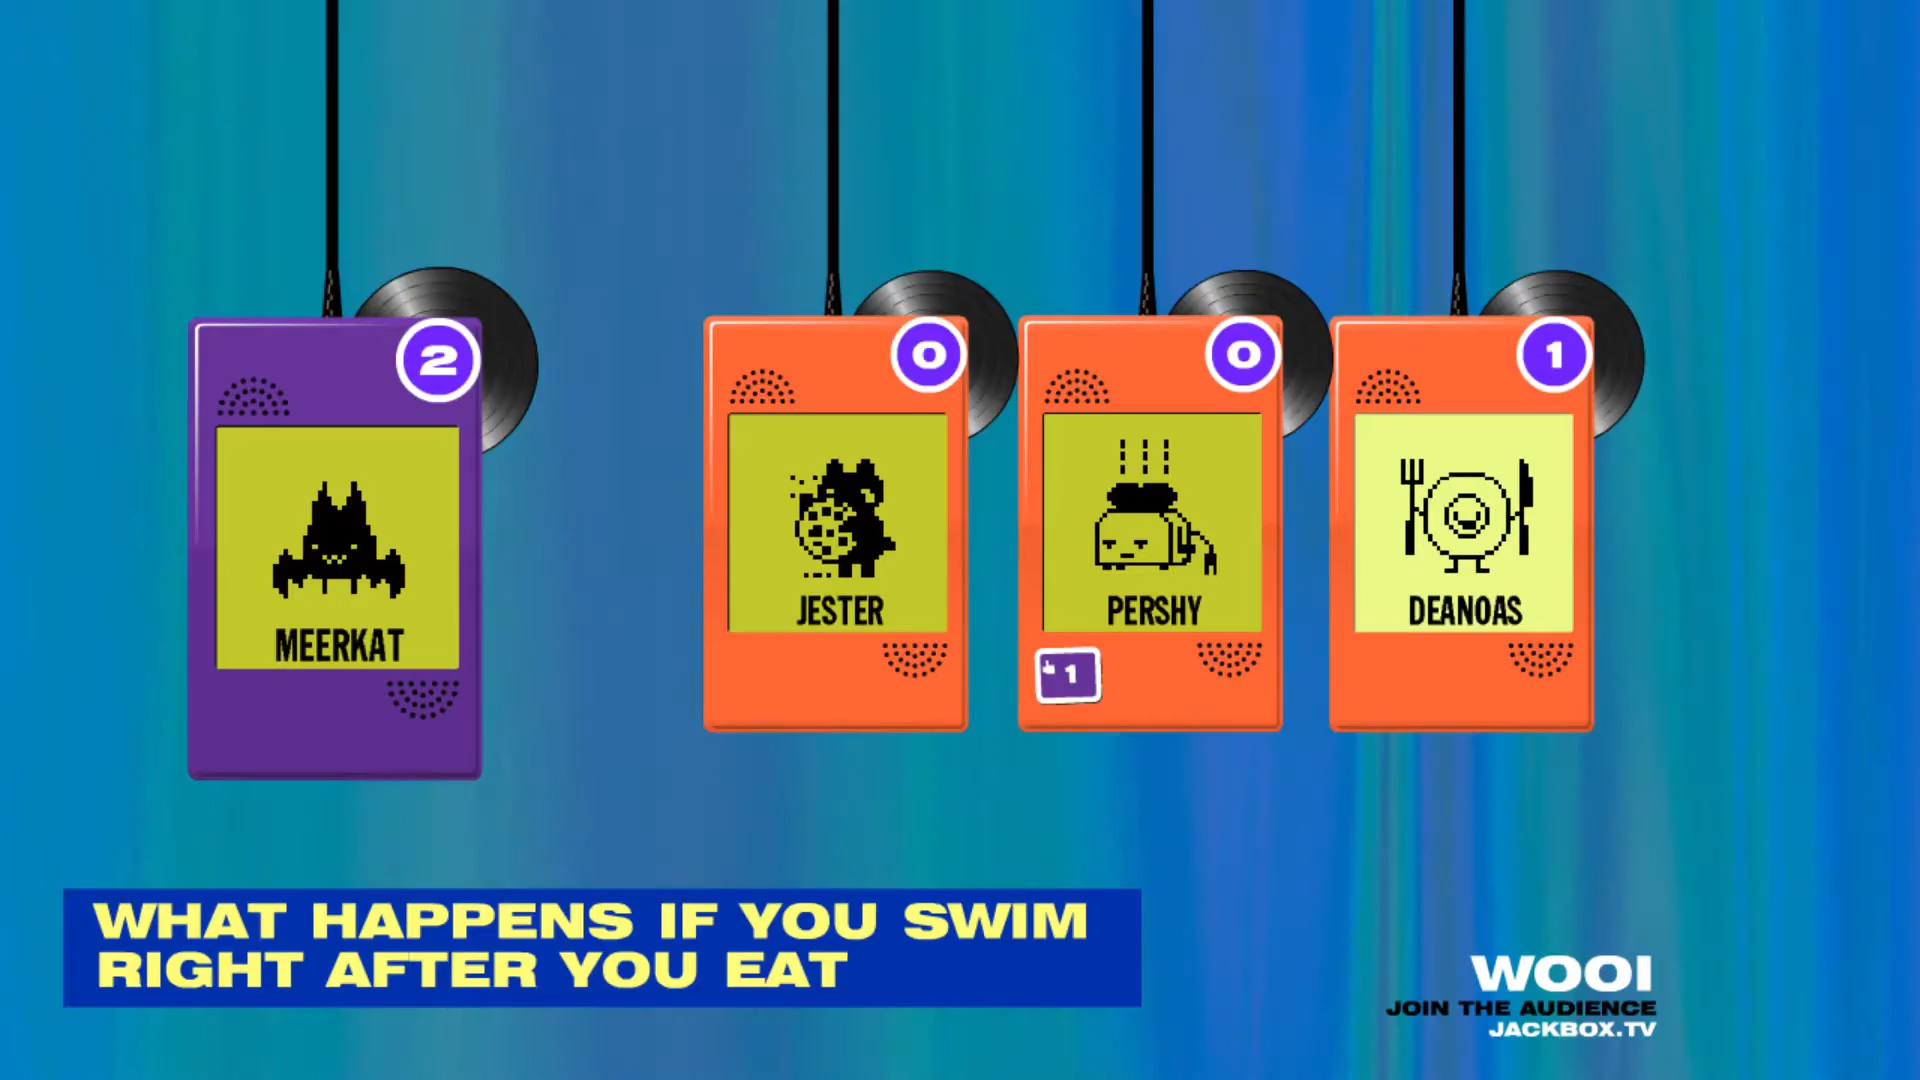 2
MEERKAT
0
JESTER
0
PERSHY
1
1
DEANOAS
WHAT HAPPENS IF YOU SWIM
RIGHT AFTER YOU EAT
WOOI
JOIN THE AUDIENCE
JACKBOX.TV